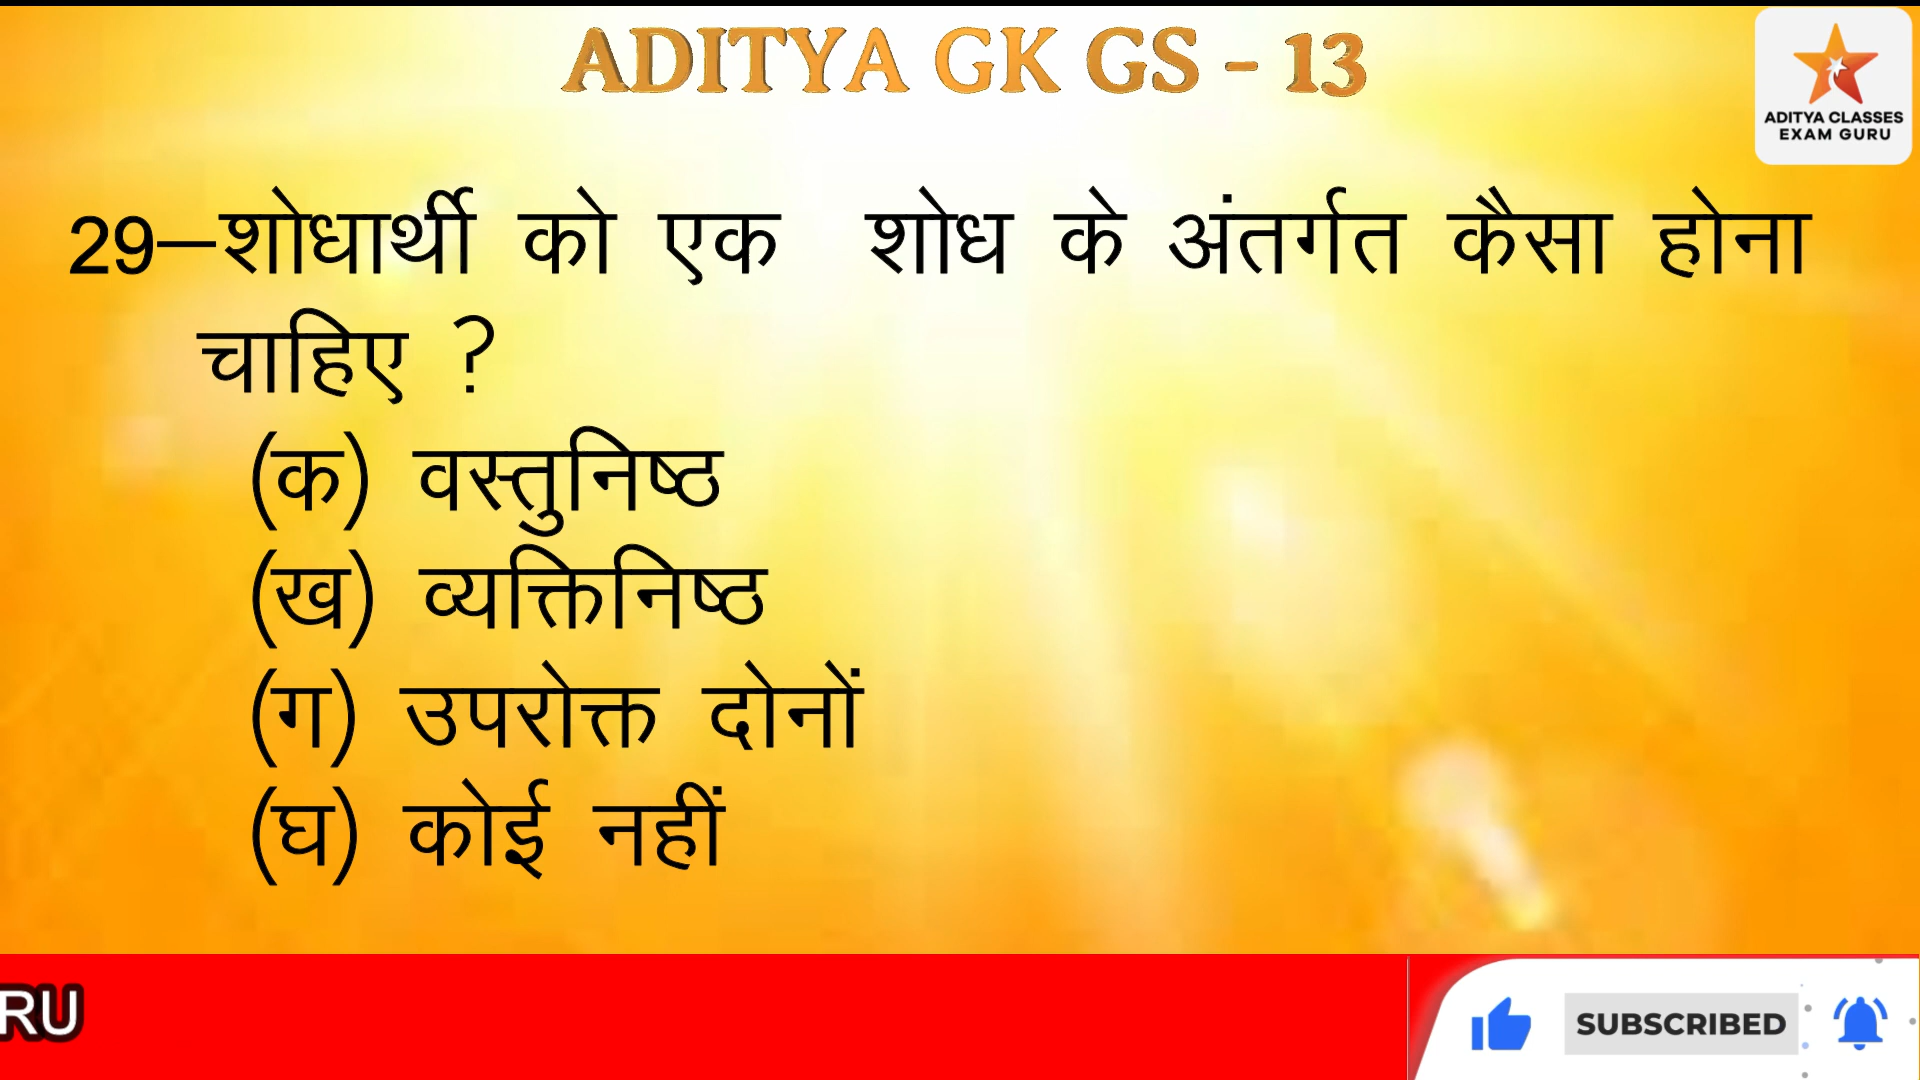 ADITYA GK GS - 13
ADITYA CLASSES
EXAM GURU
29–शोधार्थी को एक शोध के अंतर्गत कैसा होना
चाहिए ?
(क) वस्तुनिष्ठ
(ख) व्यक्तिनिष्ठ
(ग) उपरोक्त दोनों
(घ) कोई नहीं
RU
SUBSCRIBED